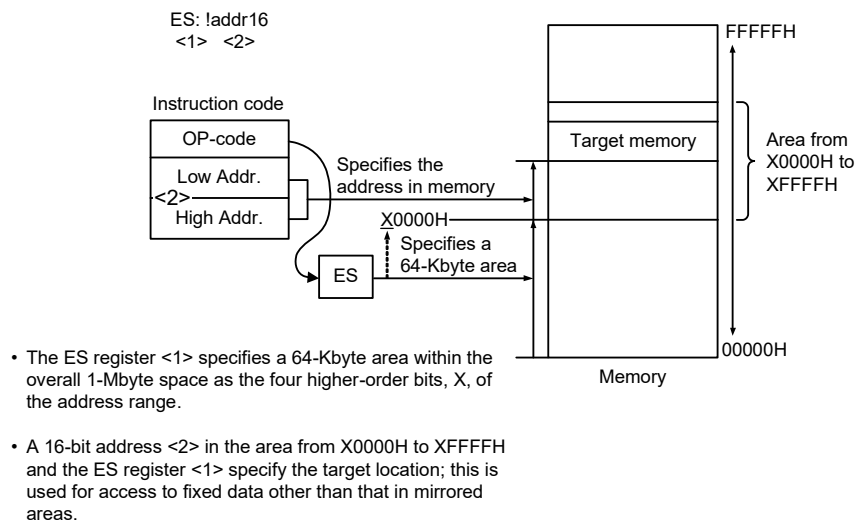 ES: !addr16
<1> <2>
FFFFFH
Instruction code
OP-code
Low Addr.
<2>
High Addr.
Specifies the
address in memory
Target memory
Area from
X0000H to
XFFFFH
X0000H
Specifies a
64-Kbyte area
ES
00000H
Memory
• The ES register <1> specifies a 64-Kbyte area within the
overall 1-Mbyte space as the four higher-order bits, X, of
the address range.
• A 16-bit address <2> in the area from X0000H to XFFFFH
and the ES register <1> specify the target location; this is
used for access to fixed data other than that in mirrored
areas.